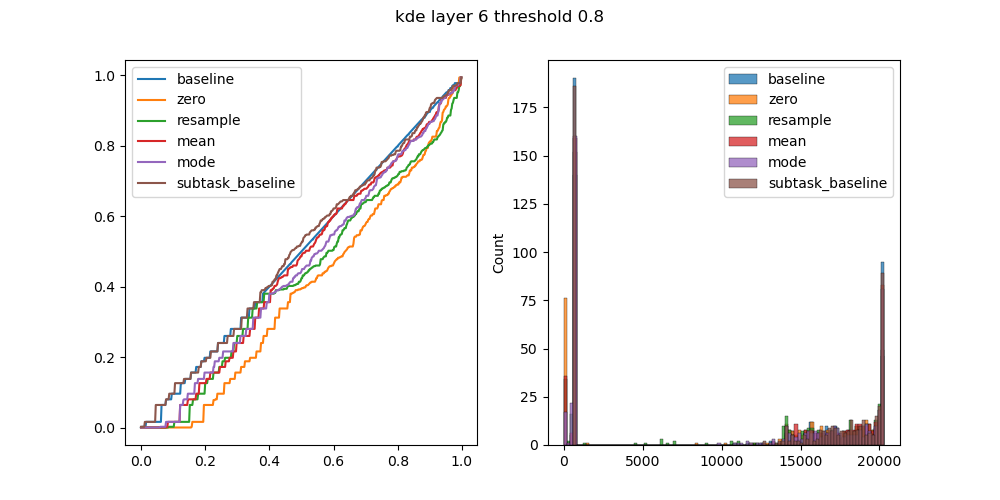 kde layer 6 threshold 0.8
baseline
zero
resample
mean
mode
subtask_baseline
1.0
0.8
0.6
0.4
0.2
0.0
0.0 0.2 0.4 0.6 0.8 1.0
baseline
zero
resample
mean
mode
subtask_baseline
Count
175
150
125
100
75
50
25
0
0 5000 10000 15000 20000